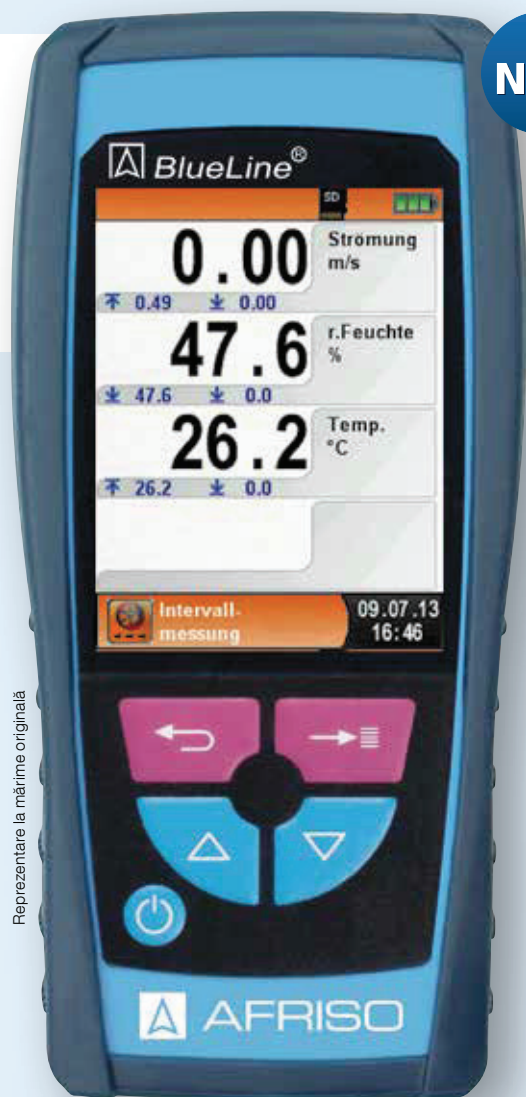 BlueLine®
SD
0.00 Strömung
m/s
0.49 0.00
47.6 r.Feuchte
%
47.6 0.0
26.2 Temp.
°C
26.2 0.0
Intervall-
messung
09.07.13
16:46
AFRISO
Reprezentare la mărime originală